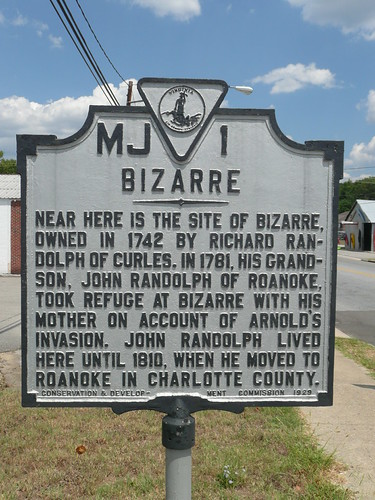 VIRGINIA
MJ 1
BIZARRE
NEAR HERE IS THE SITE OF BIZARRE,
OWNED IN 1742 BY RICHARD RAN-
DOLPH OF CURLES. IN 1781, HIS GRAND-
SON, JOHN RANDOLPH OF ROANOKE,
TOOK REFUGE AT BIZARRE WITH HIS
MOTHER ON ACCOUNT OF ARNOLD'S
INVASION. JOHN RANDOLPH LIVED
HERE UNTIL 1810, WHEN HE MOVED TO
ROANOKE IN CHARLOTTE COUNTY.
CONSERVATION & DEVELOP- MENT COMMISSION 1929